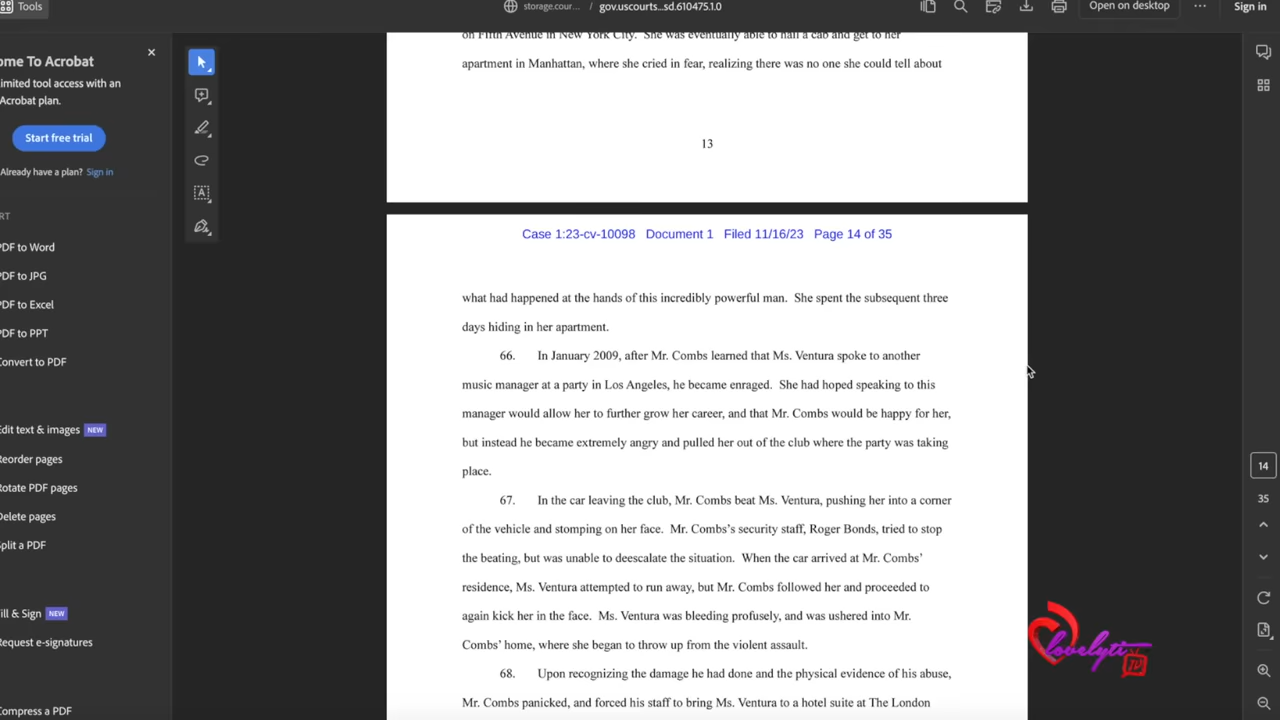 Tools
storage.cour... / gov.uscourts...sd.610475.1.0
Open on desktop
Sign in
ome To Acrobat
imited tool access with an
Acrobat plan.
Start free trial
Already have a plan? Sign in
RT
PDF to Word
PDF to JPG
PDF to Excel
PDF to PPT
Convert to PDF
Edit text & images NEW
Reorder pages
Rotate PDF pages
Delete pages
Split a PDF
ill & Sign NEW
Request e-signatures
Compress a PDF
on Fifth Avenue in New York City. She was eventually able to hail a cab and get to her
apartment in Manhattan, where she cried in fear, realizing there was no one she could tell about
13
Case 1:23-cv-10098 Document 1 Filed 11/16/23 Page 14 of 35
what had happened at the hands of this incredibly powerful man. She spent the subsequent three
days hiding in her apartment.
66. In January 2009, after Mr. Combs learned that Ms. Ventura spoke to another
music manager at a party in Los Angeles, he became enraged. She had hoped speaking to this
manager would allow her to further grow her career, and that Mr. Combs would be happy for her,
but instead he became extremely angry and pulled her out of the club where the party was taking
place.
67. In the car leaving the club, Mr. Combs beat Ms. Ventura, pushing her into a corner
of the vehicle and stomping on her face. Mr. Combs's security staff, Roger Bonds, tried to stop
the beating, but was unable to deescalate the situation. When the car arrived at Mr. Combs'
residence, Ms. Ventura attempted to run away, but Mr. Combs followed her and proceeded to
again kick her in the face. Ms. Ventura was bleeding profusely, and was ushered into Mr.
Combs' home, where she began to throw up from the violent assault.
68. Upon recognizing the damage he had done and the physical evidence of his abuse,
Mr. Combs panicked, and forced his staff to bring Ms. Ventura to a hotel suite at The London
14
35
lovelyti
TV